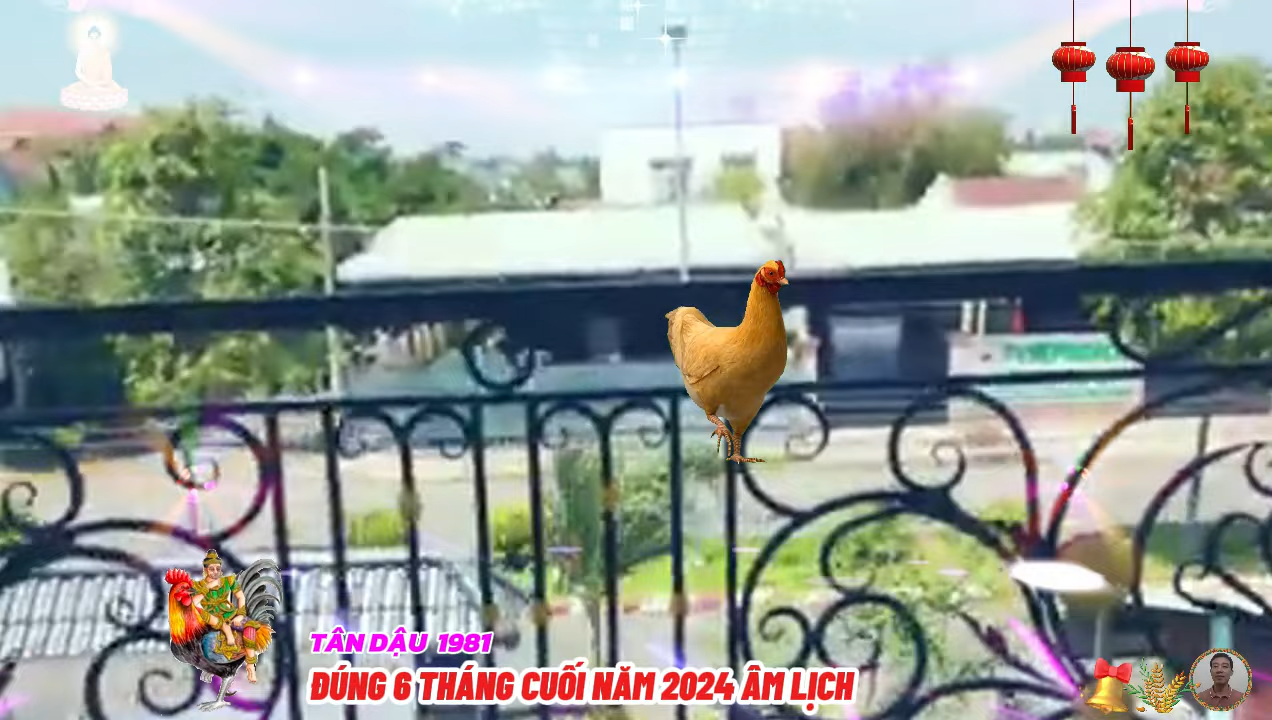 TÂN DẬU 1981
ĐÚNG 6 THÁNG CUỐI NĂM 2024 ÂM LỊCH